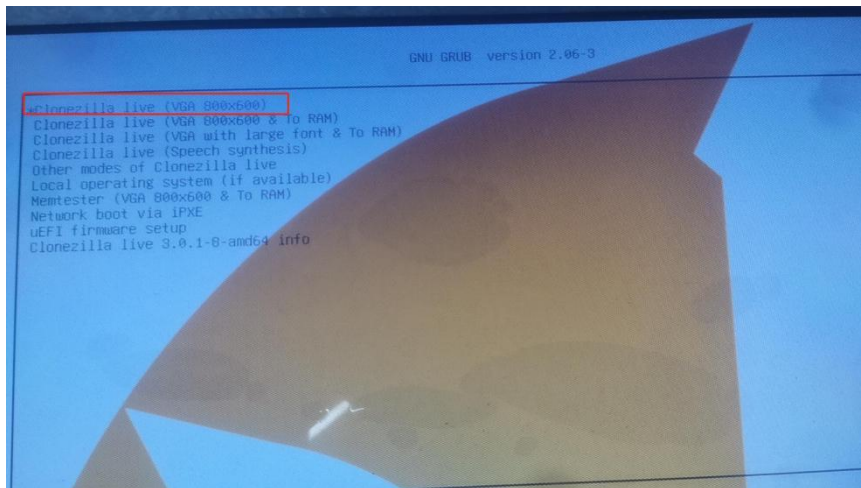 GNU GRUB version 2.06-3
*Clonezilla live (VGA 800x600)
Clonezilla live (VGA 800x600 & To RAM)
Clonezilla live (VGA with large font & To RAM)
Clonezilla live (Speech synthesis)
Other modes of Clonezilla live
Local operating system (if available)
Memtester (VGA 800x600 & To RAM)
Network boot via iPXE
uEFI firmware setup
Clonezilla live 3.0.1-8-amd64 info